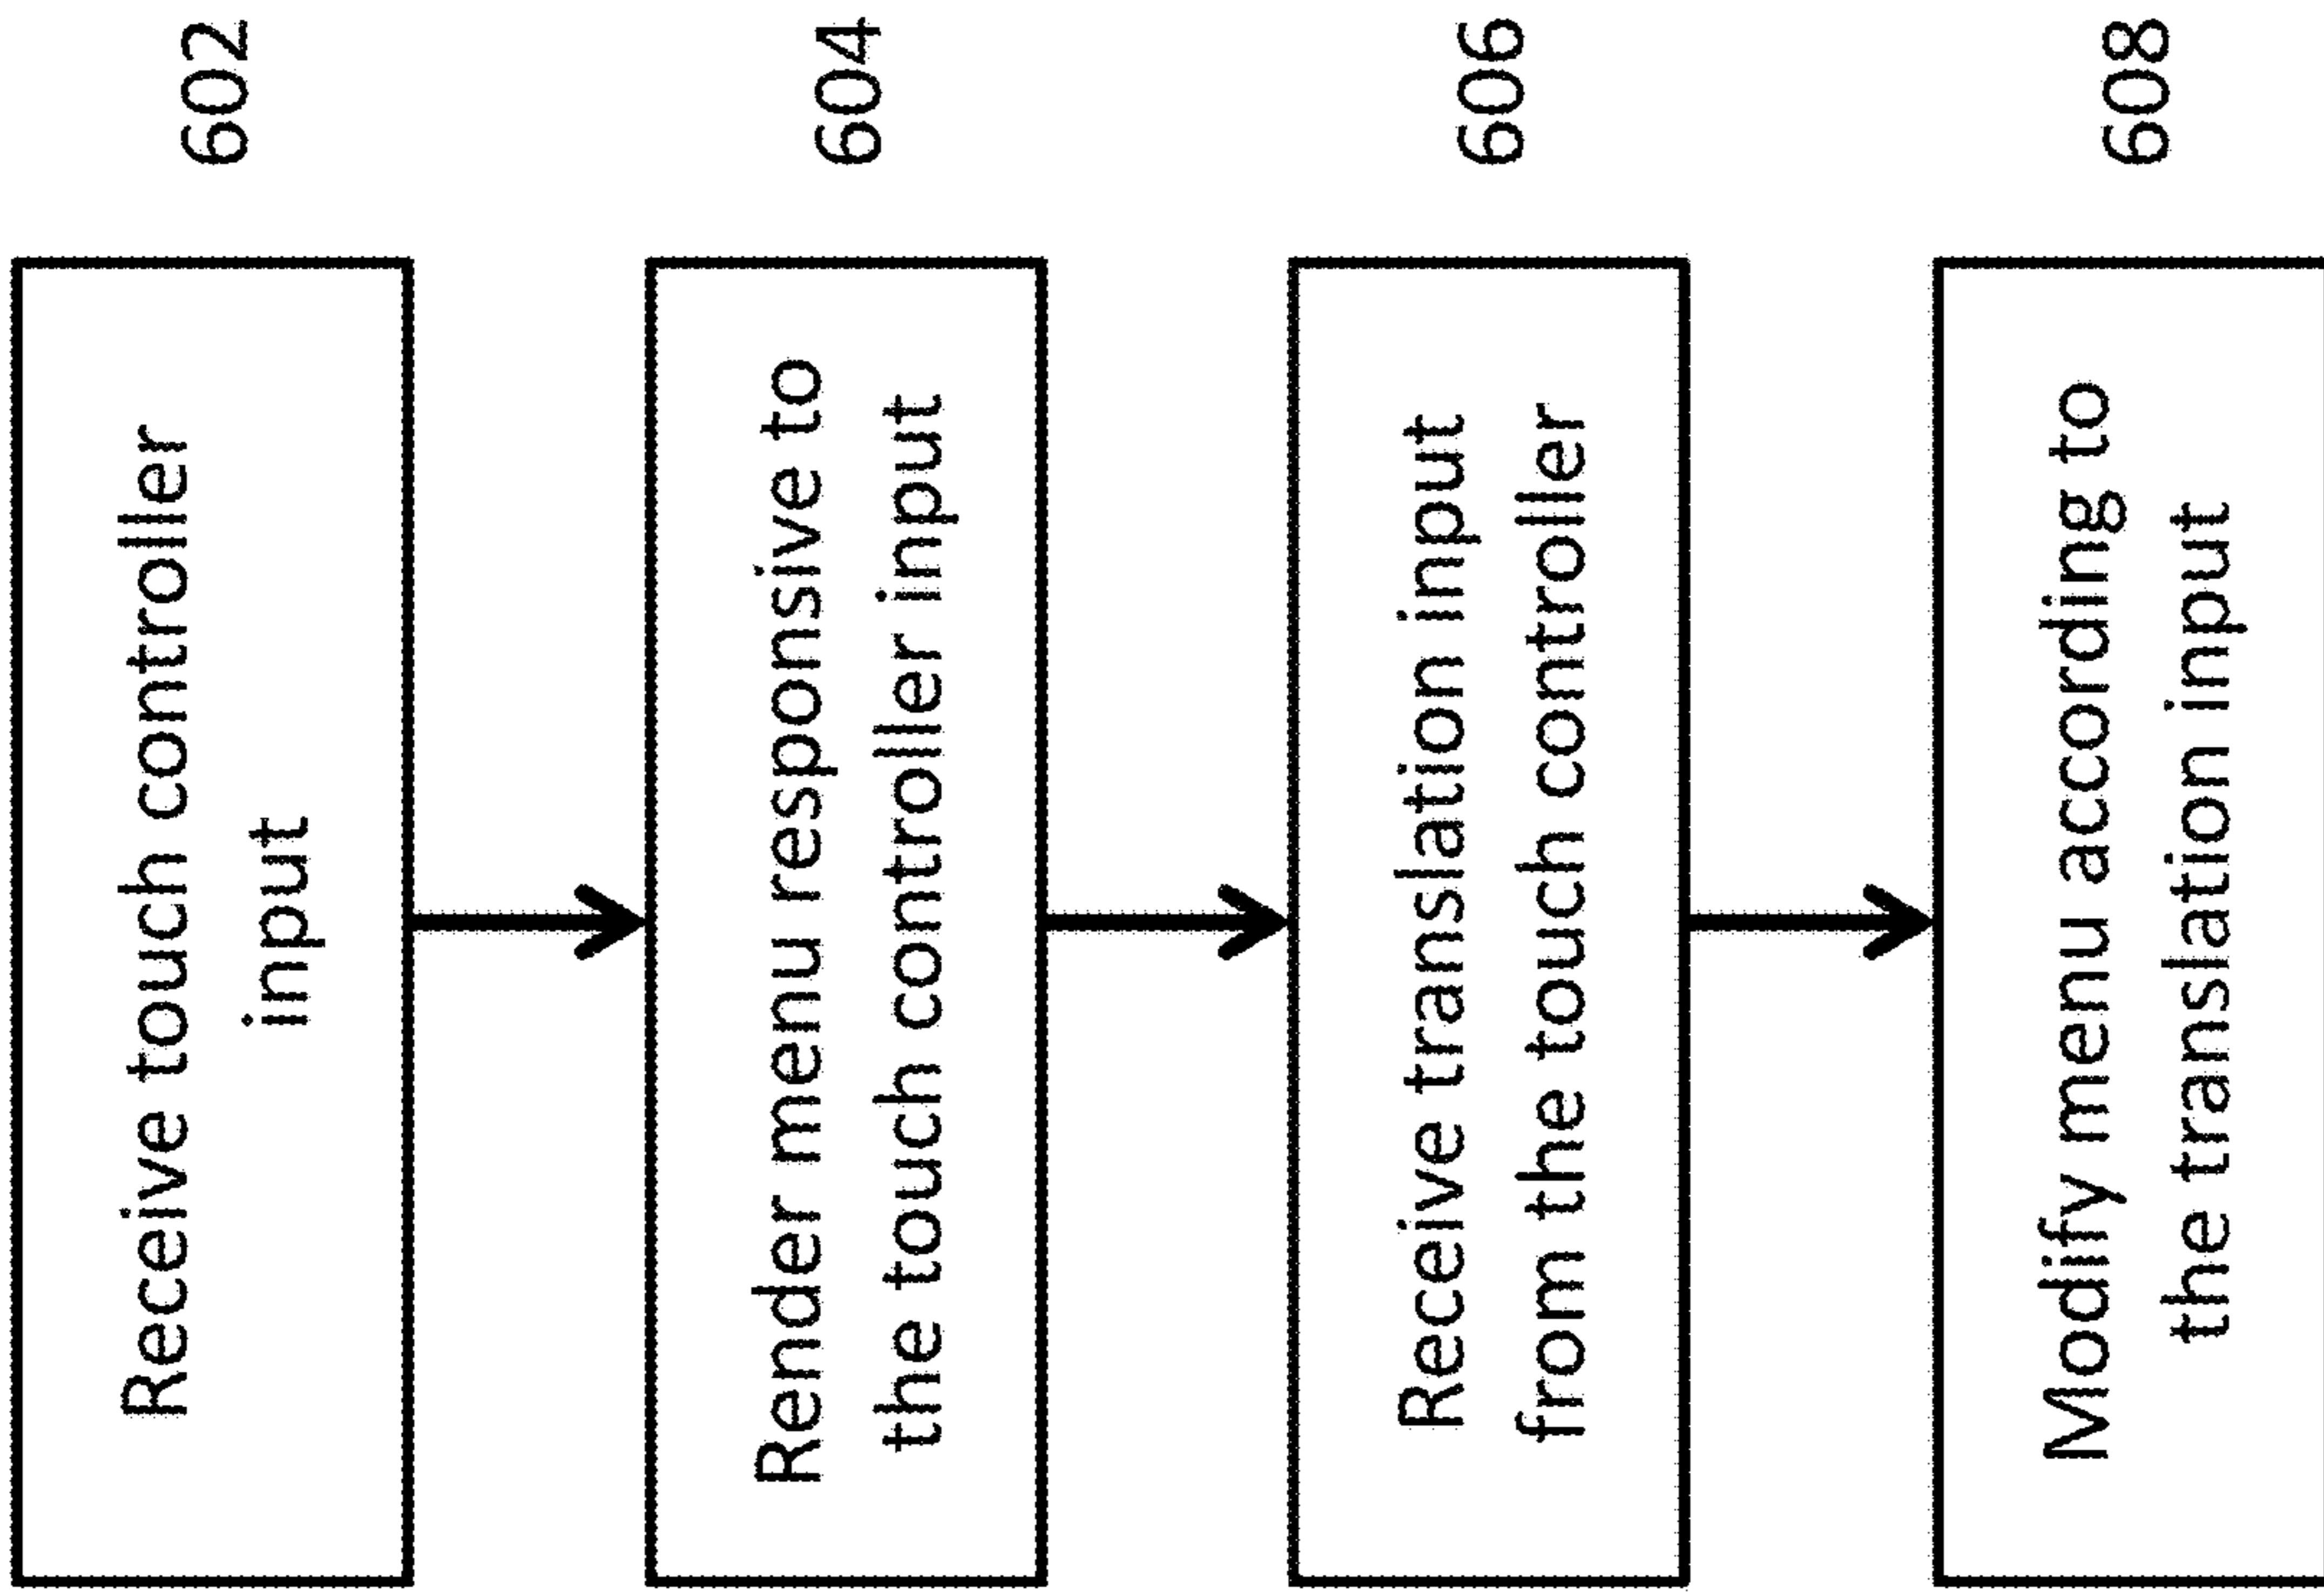 Receive touch controller
input
602
Render menu responsive to
the touch controller input
604
Receive translation input
from the touch controller
606
Modify menu according to
the translation input
608